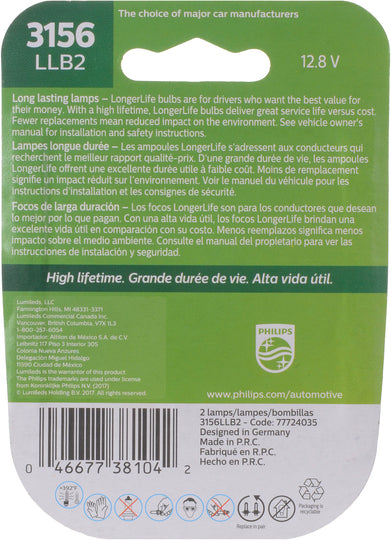 The choice of major car manufacturers
3156
LLB2
12.8 V
Long lasting lamps – LongerLife bulbs are for drivers who want the best value for
their money. With a high lifetime, LongerLife bulbs deliver great service life versus cost.
Fewer replacements mean reduced impact on the environment. See vehicle owner's
manual for installation and safety instructions.
Lampes longue durée – Les ampoules LongerLife s'adressent aux conducteurs qui
recherchent le meilleur rapport qualité-prix. D'une grande durée de vie, les ampoules
LongerLife offrent une excellente durée utile à faible coût. Moins de remplacement
signifie un impact réduit sur l'environnement. Voir le manuel du véhicule pour les
instructions d'installation et les consignes de sécurité.
Focos de larga duración – Los focos LongerLife son para los conductores que desean
lo mejor por lo que pagan. Con una alta vida útil, los focos LongerLife brindan una
excelente vida útil en comparación con su costo. Menos reemplazos significa menos
impacto sobre el medio ambiente. Consulte el manual del propietario para ver las
instrucciones de instalación y seguridad.
High lifetime. Grande durée de vie. Alta vida útil.
Lumileds, LLC
Farmington Hills, MI 48331-3371
Lumileds Commercial Canada Inc.
Vancouver, British Columbia, V7X 1L3
1-800-257-6054
Importador: Alltion de México S.A. de C.V.
Leibnitz 117 Piso 3 Interior 305
Colonia Nueva Anzures
Delegación Miguel Hidalgo
11590 Ciudad de México
Lumileds is the warrantor of this product
The Philips trademarks are used under license
from Koninklijke Philips N.V.
© Lumileds Holding B.V. 2017. All rights reserved.
PHILIPS
www.philips.com/automotive
2 lamps/lampes/bombillas
3156LLB2 - Code: 77724035
Designed in Germany
Made in P.R.C.
Fabriqué en R.P.C.
Hecho en P.R.C.
0 46677 38104 2
>392°F
Replace in pair